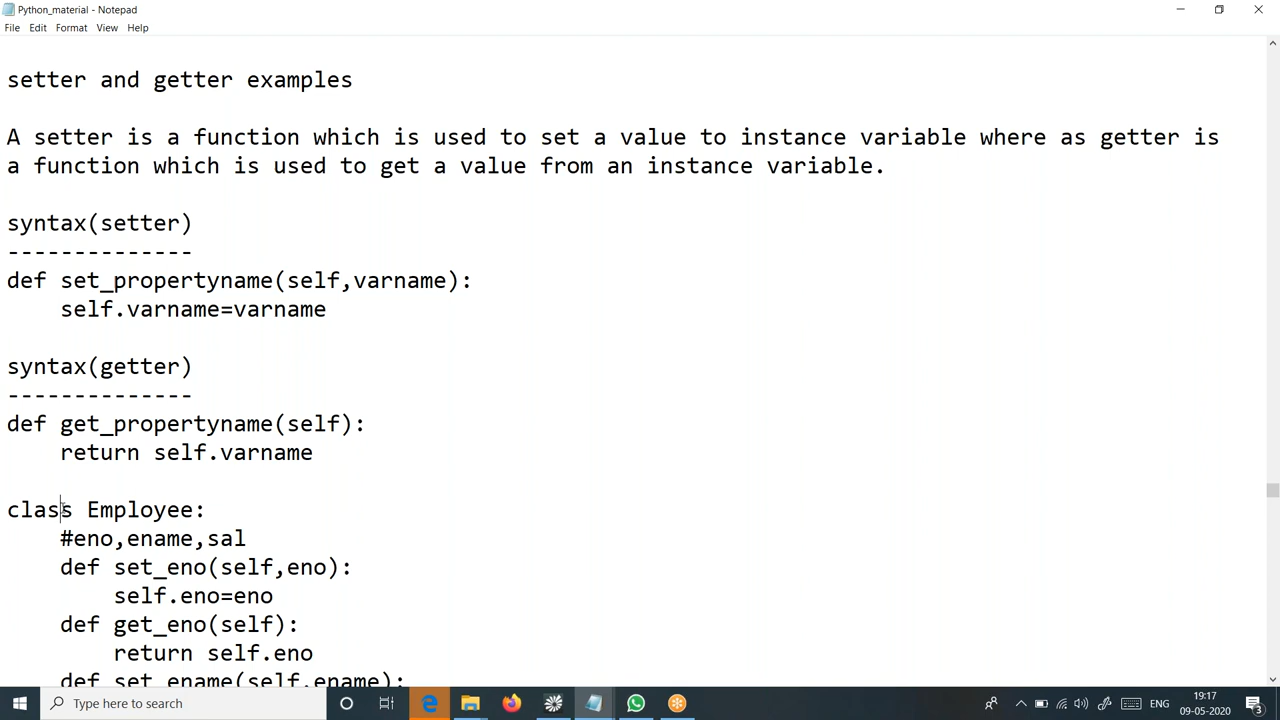 Python_material - Notepad
File Edit Format View Help
setter and getter examples
A setter is a function which is used to set a value to instance variable where as getter is
a function which is used to get a value from an instance variable.
syntax(setter)
--------------
def set_propertyname(self,varname):
    self.varname=varname
syntax(getter)
--------------
def get_propertyname(self):
    return self.varname
class Employee:
    #eno,ename,sal
    def set_eno(self,eno):
        self.eno=eno
    def get_eno(self):
        return self.eno
    def set_ename(self,ename):
Type here to search
ENG
19:17
09-05-2020
3